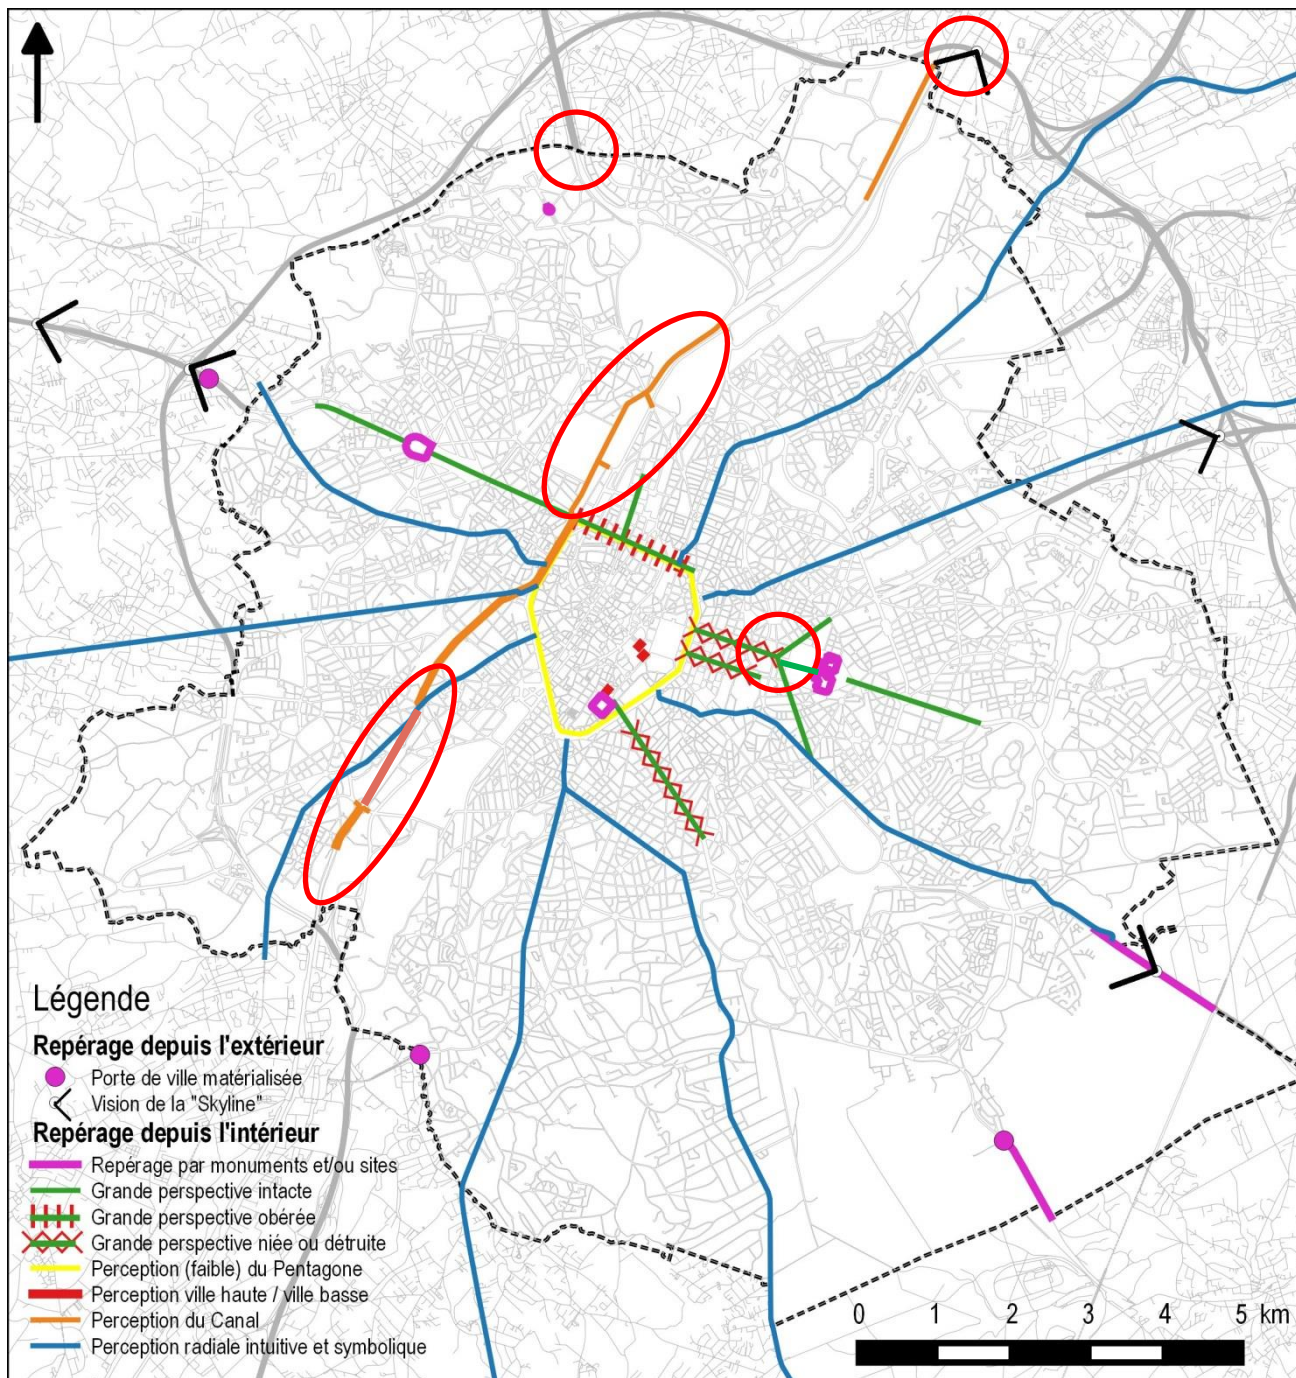 Légende
Repérage depuis l'extérieur
Porte de ville matérialisée
Vision de la "Skyline"
Repérage depuis l'intérieur
Repérage par monuments et/ou sites
Grande perspective intacte
Grande perspective obérée
Grande perspective niée ou détruite
Perception (faible) du Pentagone
Perception ville haute / ville basse
Perception du Canal
Perception radiale intuitive et symbolique
0 1 2 3 4 5 km